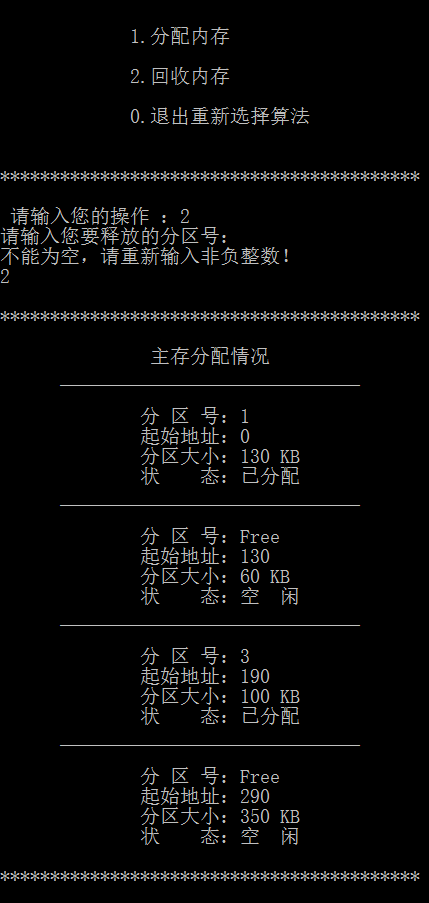 1.分配内存
2.回收内存
0.退出重新选择算法
******************************************
请输入您的操作 ：2
请输入您要释放的分区号：
不能为空，请重新输入非负整数！
2
******************************************
主存分配情况
分 区 号：1
起始地址：0
分区大小：130 KB
状    态：已分配
分 区 号：Free
起始地址：130
分区大小：60 KB
状    态：空  闲
分 区 号：3
起始地址：190
分区大小：100 KB
状    态：已分配
分 区 号：Free
起始地址：290
分区大小：350 KB
状    态：空  闲
******************************************